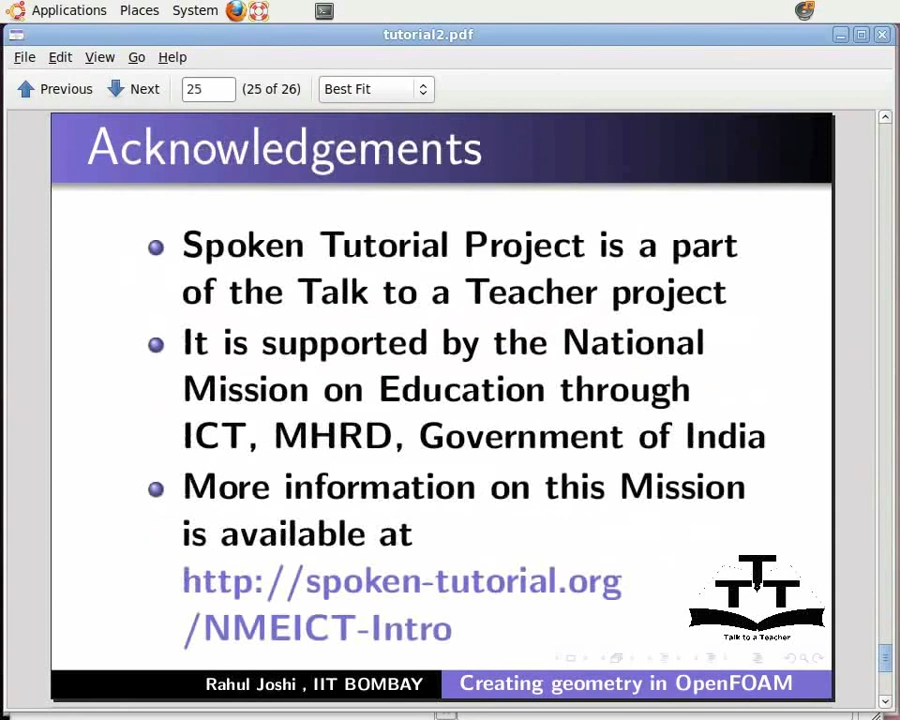 Applications Places System
tutorial2.pdf
File Edit View Go Help
Previous Next 25 (25 of 26) Best Fit
Acknowledgements
Spoken Tutorial Project is a part
of the Talk to a Teacher project
It is supported by the National
Mission on Education through
ICT, MHRD, Government of India
More information on this Mission
is available at
http://spoken-tutorial.org
/NMEICT-Intro
TTT
Talk to a Teacher
Rahul Joshi , IIT BOMBAY Creating geometry in OpenFOAM